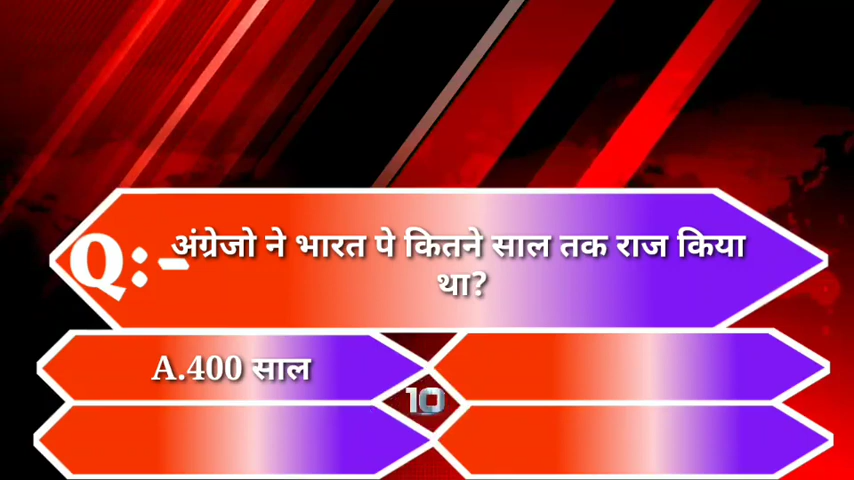 Q:-अंग्रेजो ने भारत पे कितने साल तक राज किया
था?
A.400 साल
10